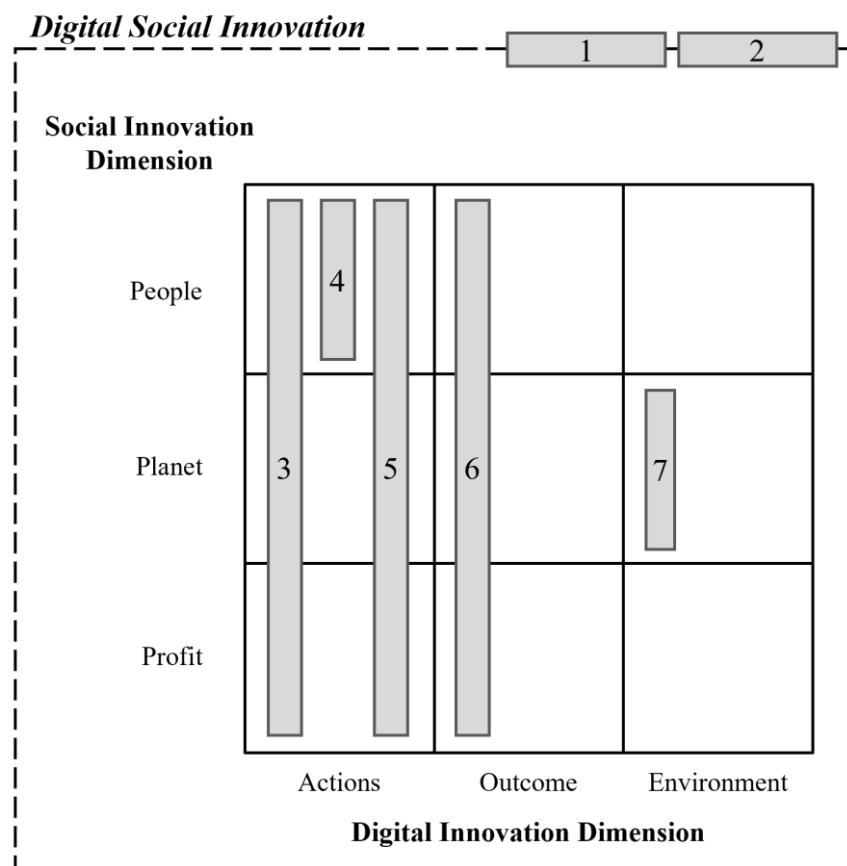 Digital Social Innovation
1
2
Social Innovation
Dimension
People
4
Planet
3
5
6
7
Profit
Actions
Outcome
Environment
Digital Innovation Dimension